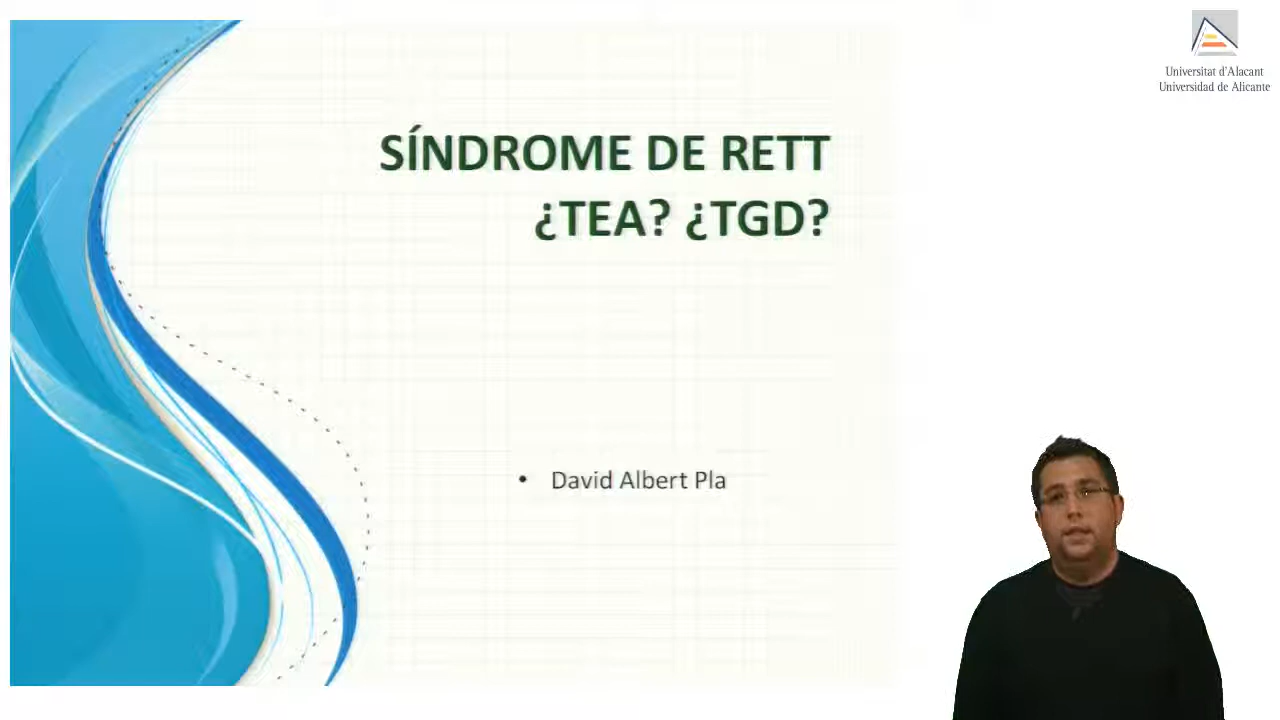 SÍNDROME DE RETT
¿TEA? ¿TGD?
• David Albert Pla
Universitat d'Alacant
Universidad de Alicante